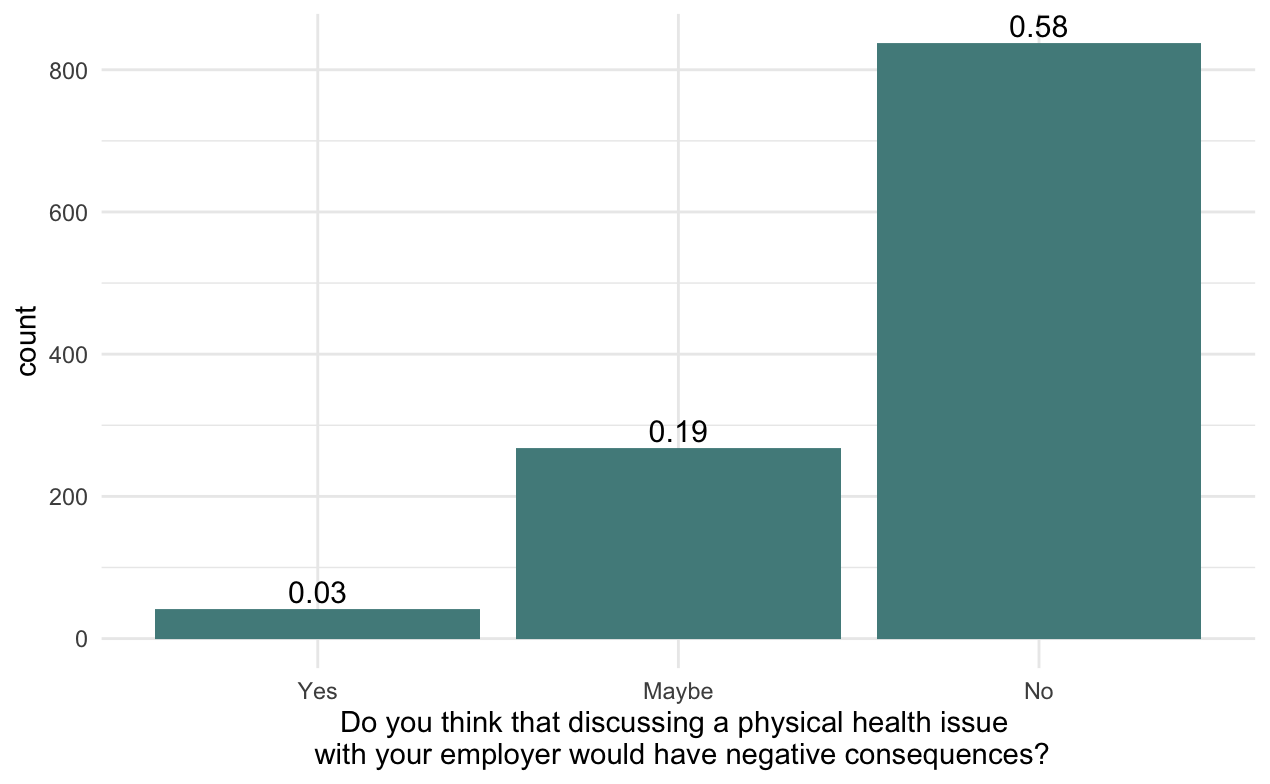 0.58
800
600
count
400
0.19
200
0.03
0
Yes
Maybe
No
Do you think that discussing a physical health issue
with your employer would have negative consequences?